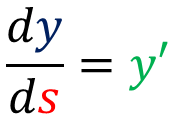 dy/ds = y′